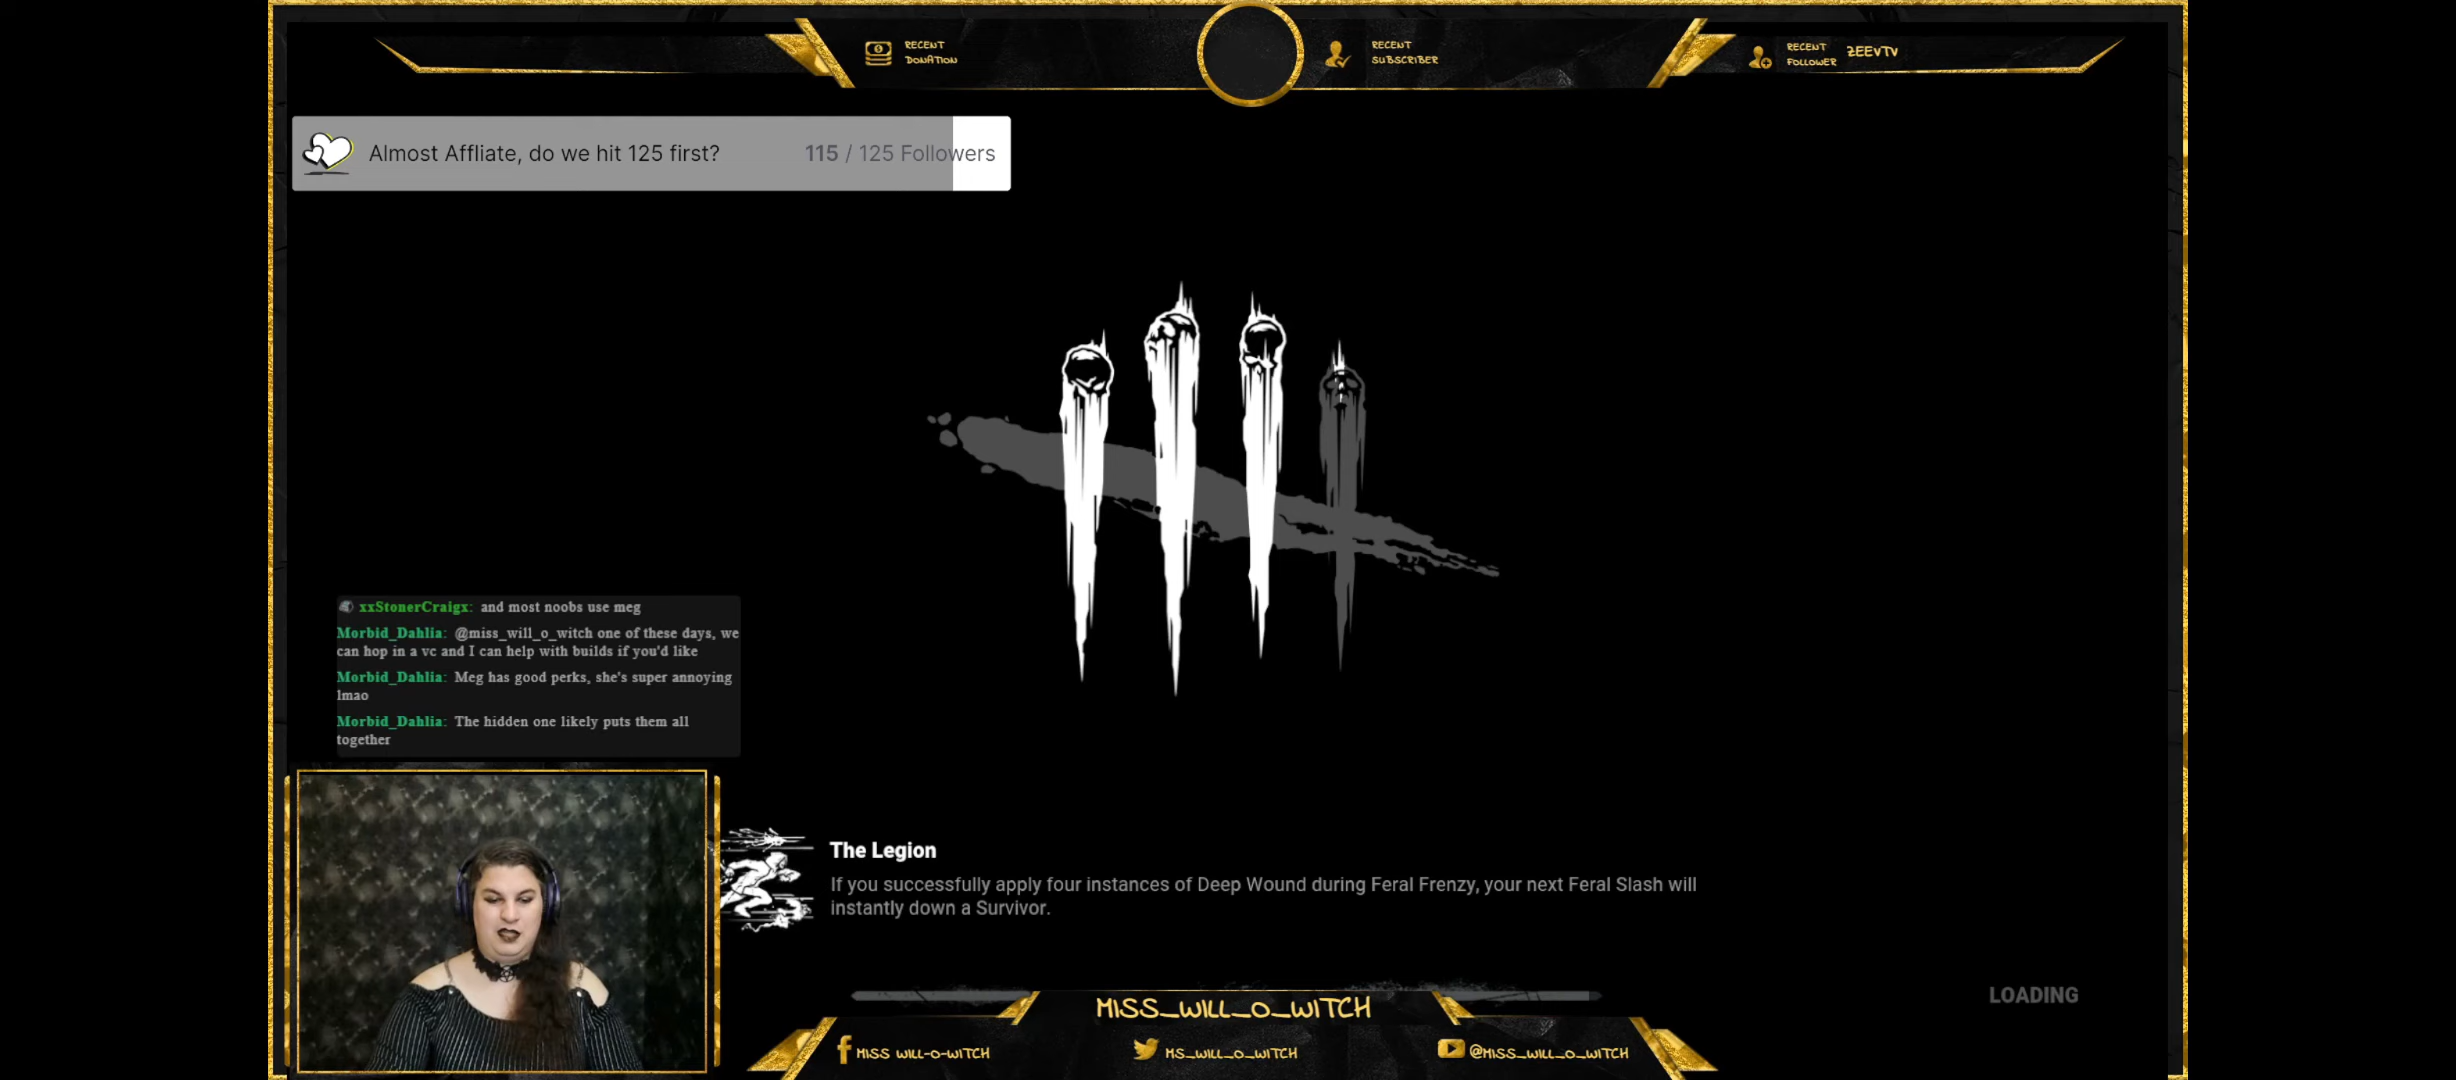 RECENT
DONATION
RECENT
SUBSCRIBER
RECENT
FOLLOWER
ZEEVTV
Almost Affliate, do we hit 125 first?
115 / 125 Followers
xxStonerCraigx: and most noobs use meg
Morbid_Dahlia: @miss_will_o_witch one of these days, we
can hop in a vc and I can help with builds if you'd like
Morbid_Dahlia: Meg has good perks, she's super annoying
lmao
Morbid_Dahlia: The hidden one likely puts them all
together
The Legion
If you successfully apply four instances of Deep Wound during Feral Frenzy, your next Feral Slash will
instantly down a Survivor.
LOADING
MISS_WILL_O_WITCH
MISS WILL-O-WITCH
MS_WILL_O_WITCH
@MISS_WILL_O_WITCH